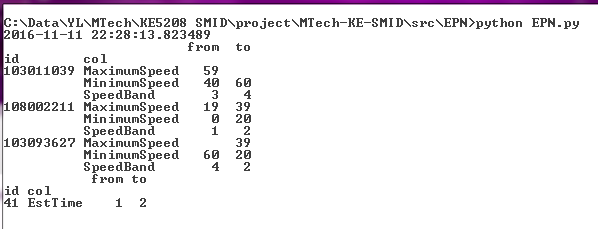 C:\Data\YL\MTech\KE5208 SMID\project\MTech-KE-SMID\src\EPN>python EPN.py
2016-11-11 22:28:13.823489
from to
id col
103011039 MaximumSpeed 59
MinimumSpeed 40 60
SpeedBand 3 4
108002211 MaximumSpeed 19 39
MinimumSpeed 0 20
SpeedBand 1 2
103093627 MaximumSpeed 39
MinimumSpeed 60 20
SpeedBand 4 2
from to
id col
41 EstTime 1 2